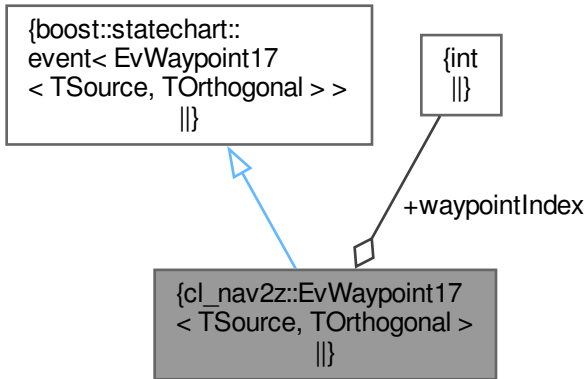 {boost::statechart::
event< EvWaypoint17
< TSource, TOrthogonal > >
||}
{int
||}
+waypointIndex
{cl_nav2z::EvWaypoint17
< TSource, TOrthogonal >
||}